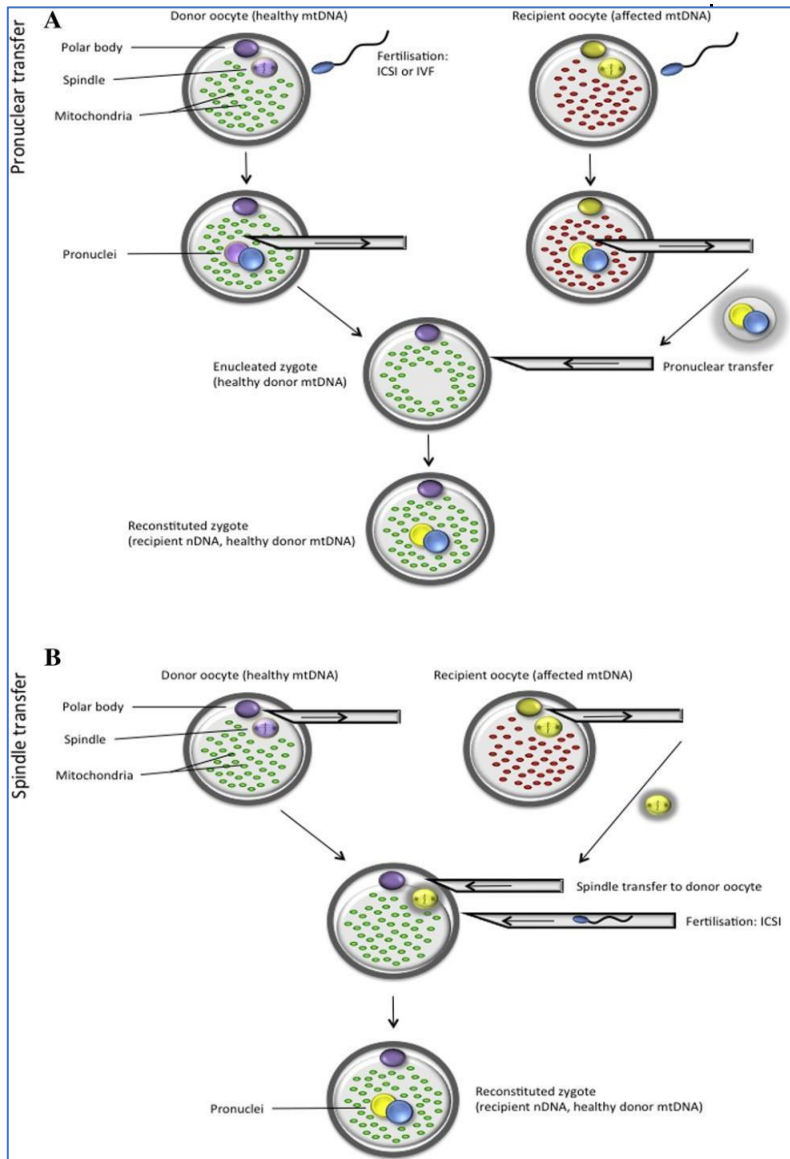 A
Pronuclear transfer
Donor oocyte (healthy mtDNA)
Recipient oocyte (affected mtDNA)
Polar body
Fertilisation:
ICSI or IVF
Spindle
Mitochondria
Pronuclei
Enucleated zygote
(healthy donor mtDNA)
Pronuclear transfer
Reconstituted zygote
(recipient nDNA, healthy donor mtDNA)
B
Spindle transfer
Donor oocyte (healthy mtDNA)
Recipient oocyte (affected mtDNA)
Polar body
Spindle
Mitochondria
Spindle transfer to donor oocyte
Fertilisation: ICSI
Reconstituted zygote
(recipient nDNA, healthy donor mtDNA)
Pronuclei